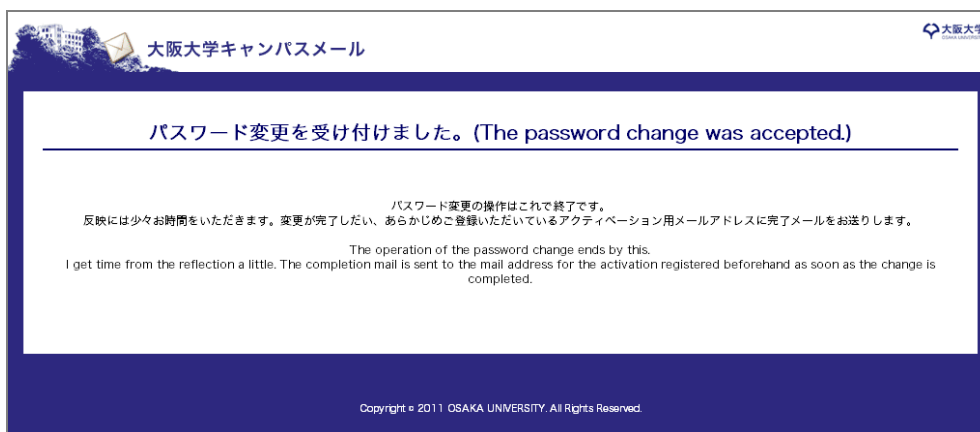 大阪大学キャンパスメール
大阪大学
OSAKA UNIVERSITY
パスワード変更を受け付けました。(The password change was accepted.)
パスワード変更の操作はこれで終了です。
反映には少々お時間をいただきます。変更が完了しだい、あらかじめご登録いただいているアクティベーション用メールアドレスに完了メールをお送りします。
The operation of the password change ends by this.
I get time from the reflection a little. The completion mail is sent to the mail address for the activation registered beforehand as soon as the change is
completed.
Copyright © 2011 OSAKA UNIVERSITY. All Rights Reserved.